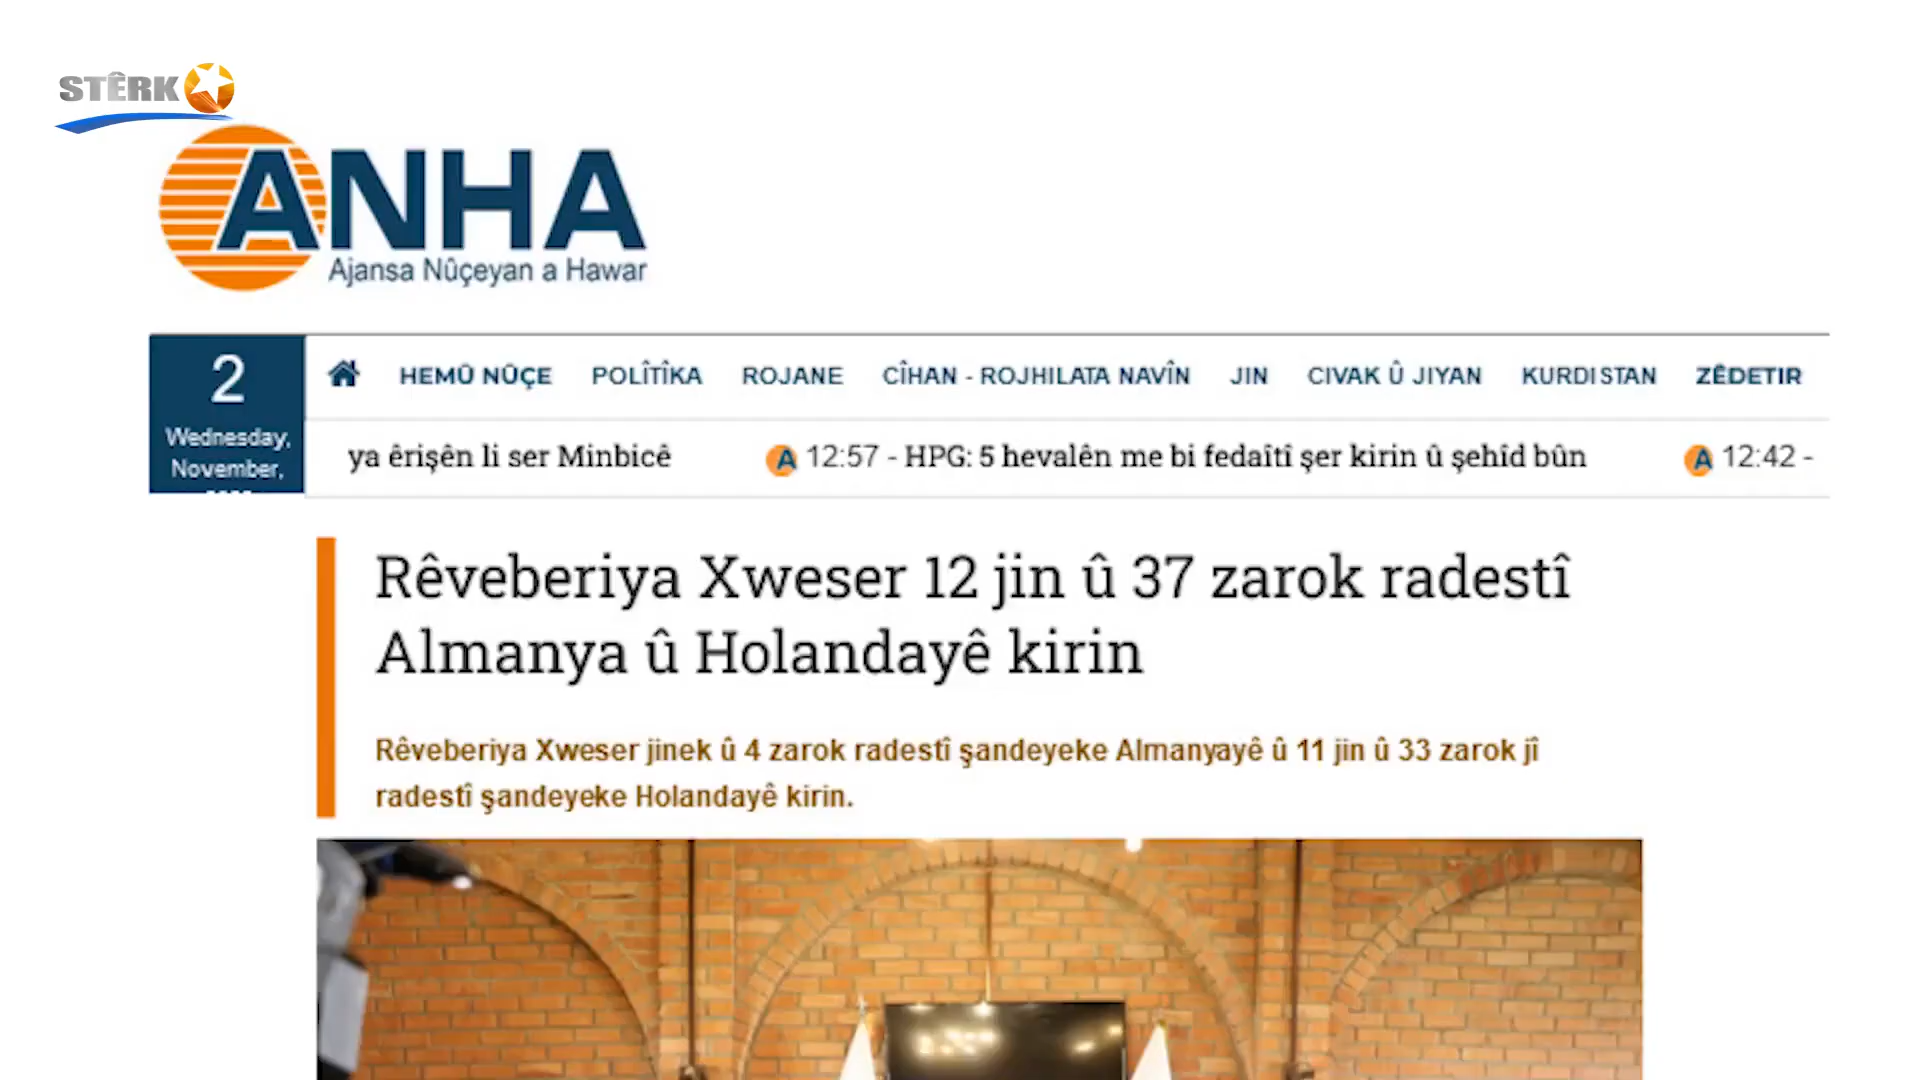 STÊRK
ANHA
Ajansa Nûçeyan a Hawar
2
Wednesday,
November,
HEMÛ NÛÇE POLÎTÎKA ROJANE CÎHAN - ROJHILATA NAVÎN JIN CIVAK Û JIYAN KURDISTAN ZÊDETIR
ya êrişên li ser Minbicê A 12:57 - HPG: 5 hevalên me bi fedaîtî şer kirin û şehîd bûn A 12:42 -
Rêveberiya Xweser 12 jin û 37 zarok radestî
Almanya û Holandayê kirin
Rêveberiya Xweser jinek û 4 zarok radestî şandeyeke Almanyayê û 11 jin û 33 zarok jî
radestî şandeyeke Holandayê kirin.